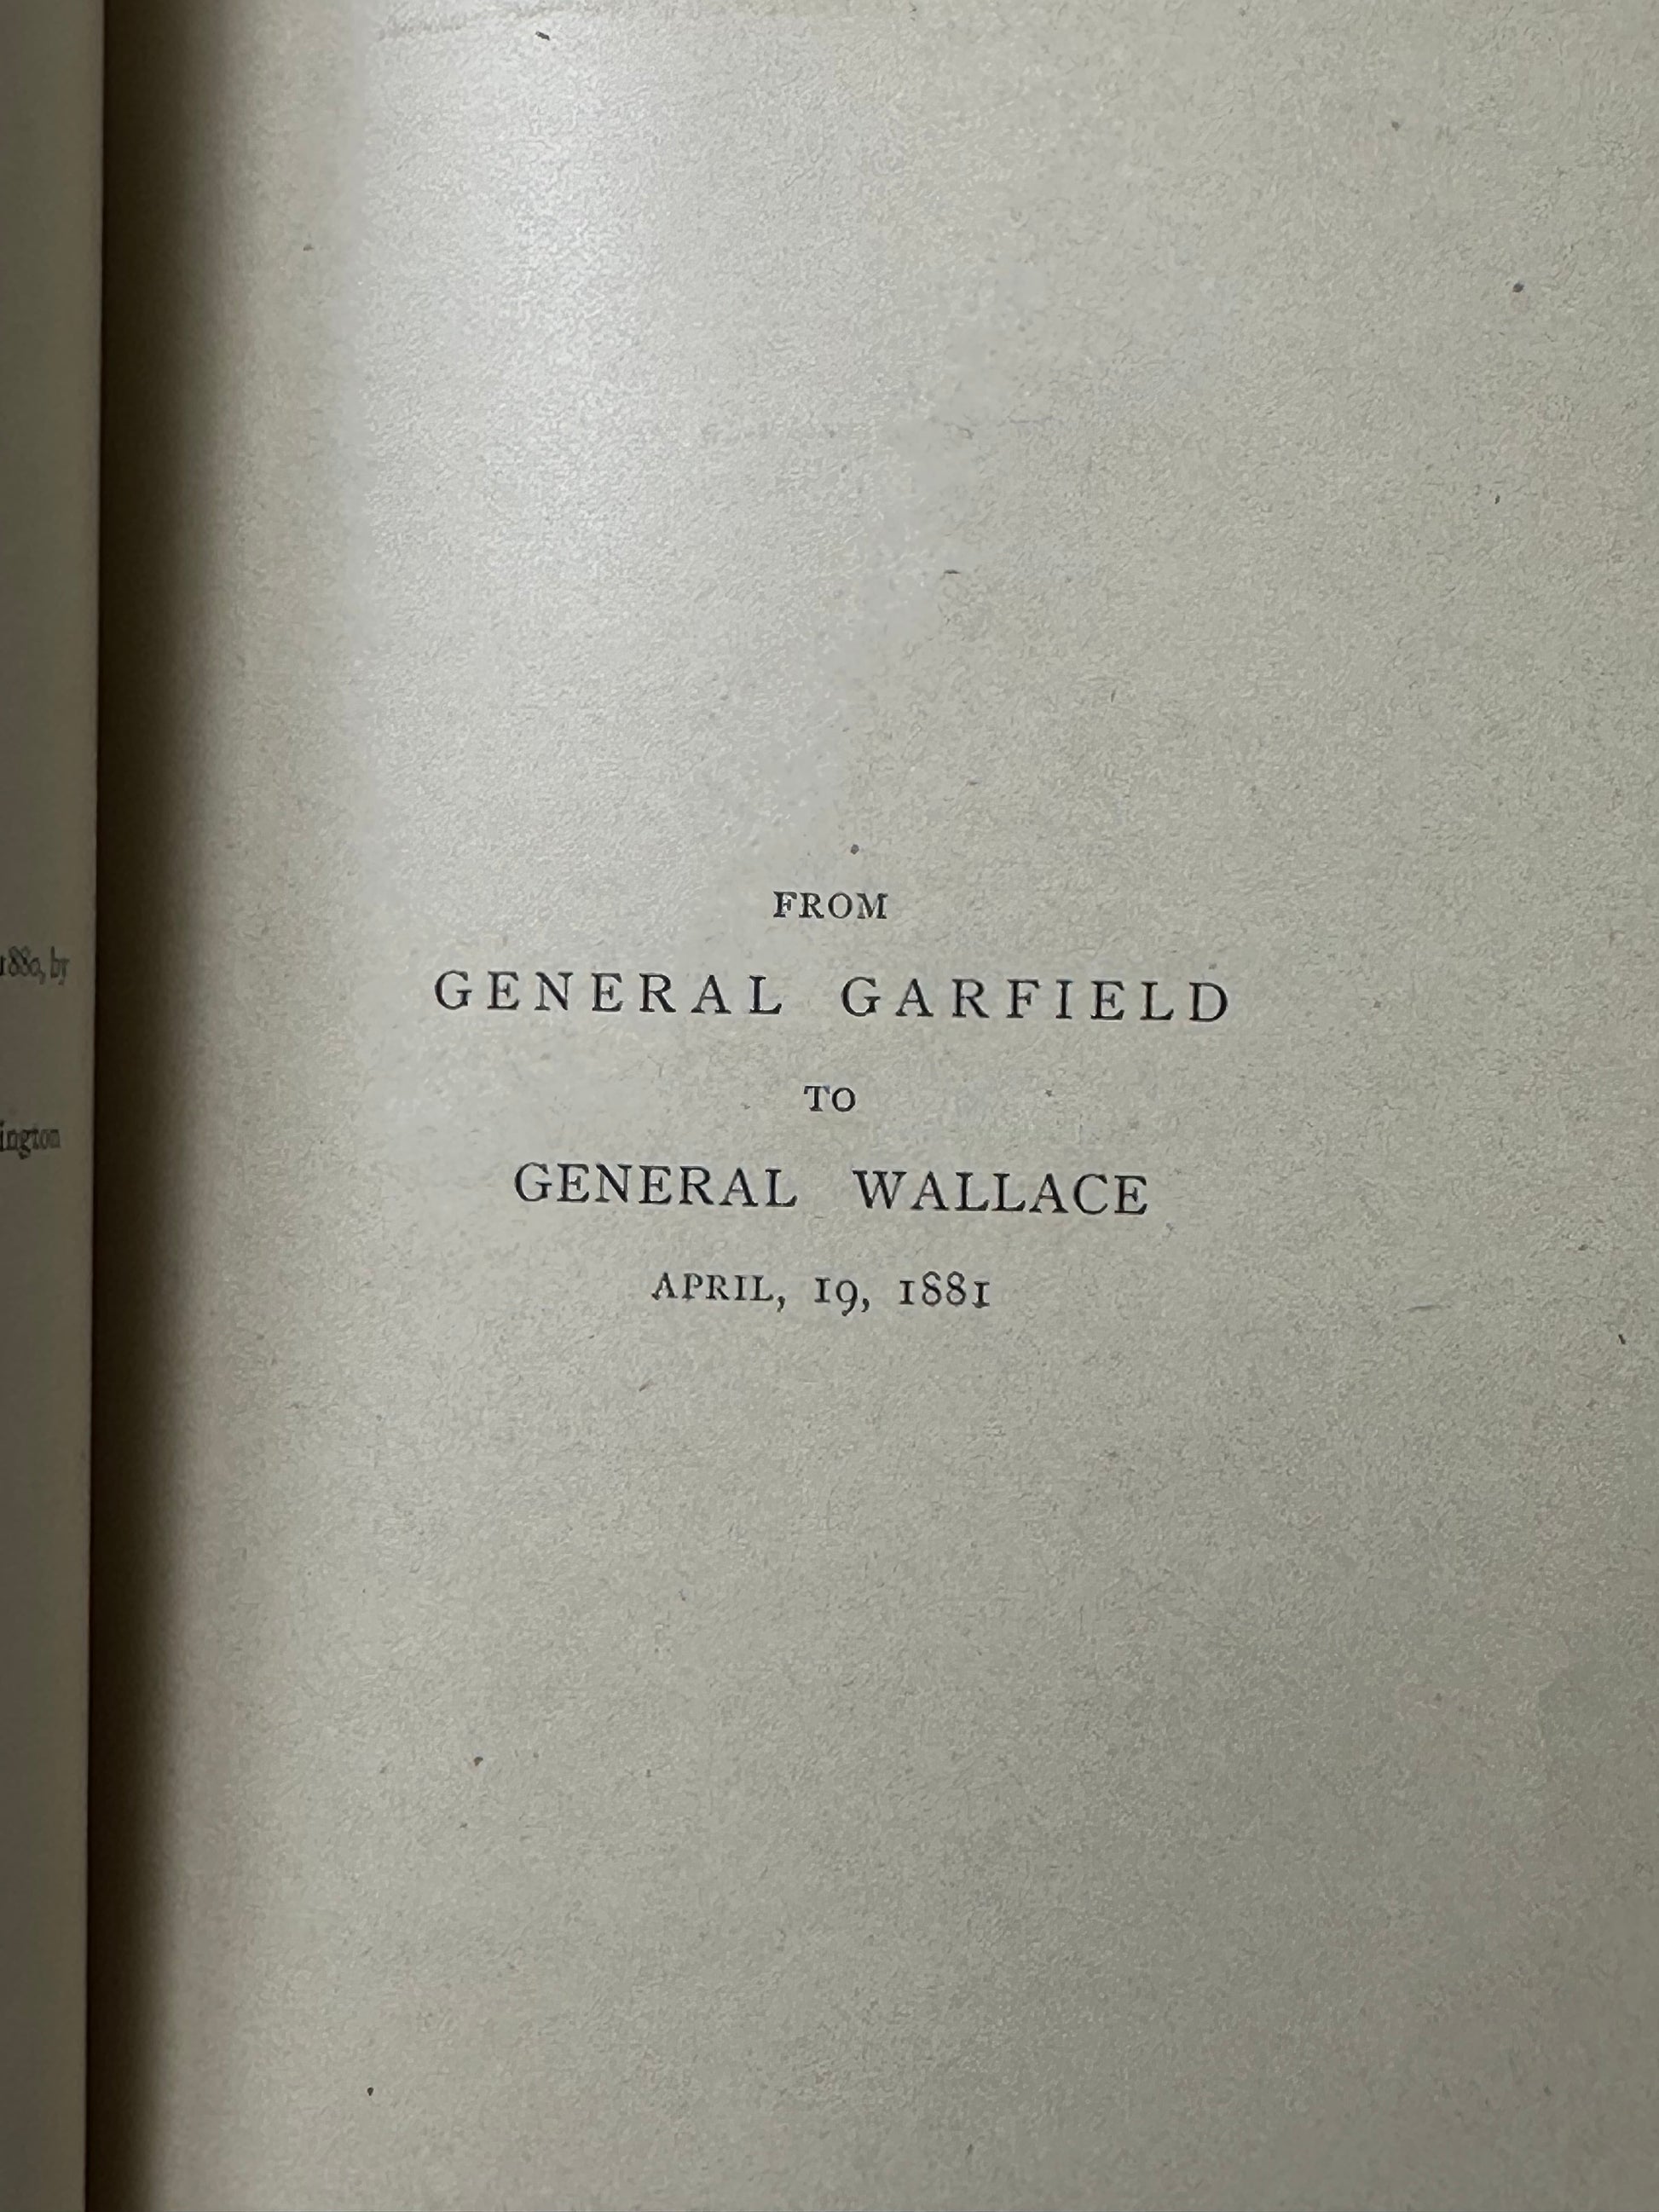 1880, by
ington
FROM
GENERAL GARFIELD
TO
GENERAL WALLACE
APRIL, 19, 1881